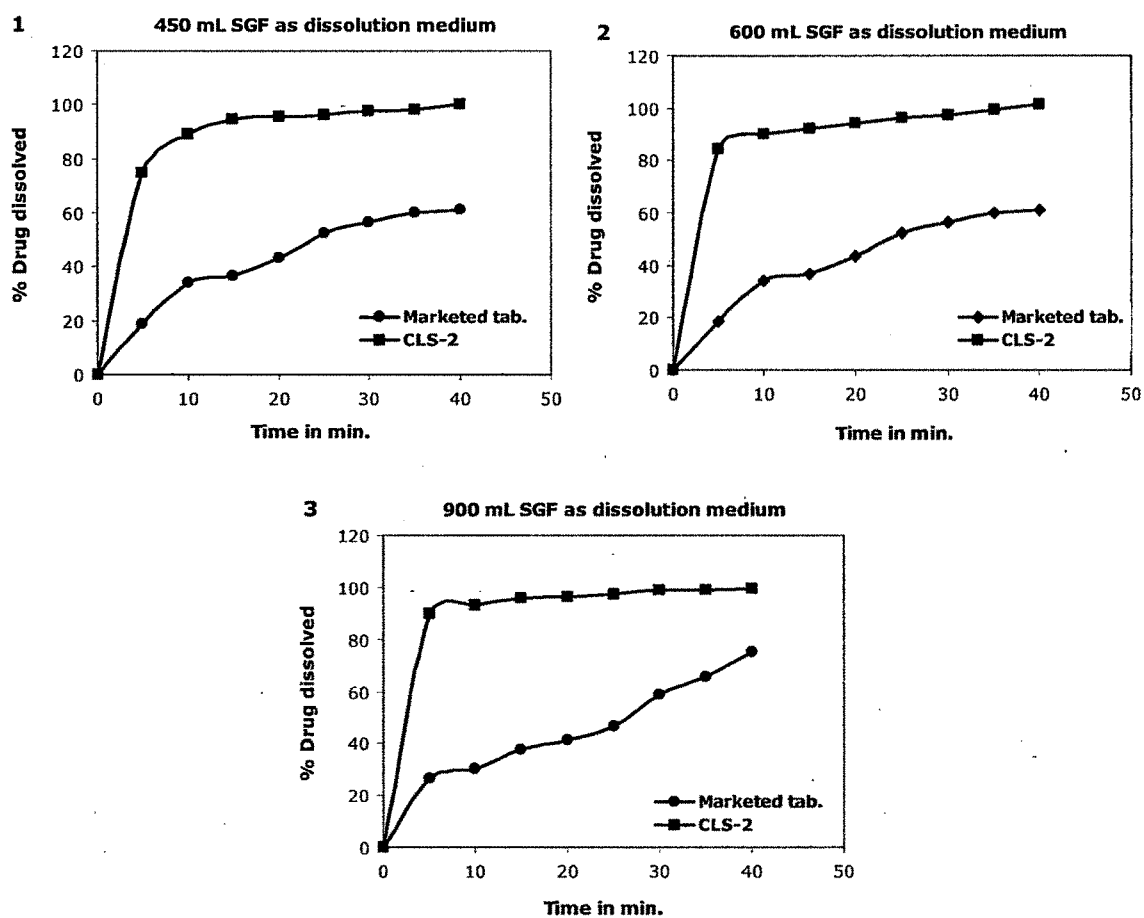 1
450 mL SGF as dissolution medium
120
100
80
60
40
20
0
% Drug dissolved
Marketed tab.
CLS-2
0 10 20 30 40 50
Time in min.
2
600 mL SGF as dissolution medium
120
100
80
60
40
20
0
% Drug dissolved
Marketed tab.
CLS-2
0 10 20 30 40 50
Time in min.
3
900 mL SGF as dissolution medium
120
100
80
60
40
20
0
% Drug dissolved
Marketed tab.
CLS-2
0 10 20 30 40 50
Time in min.